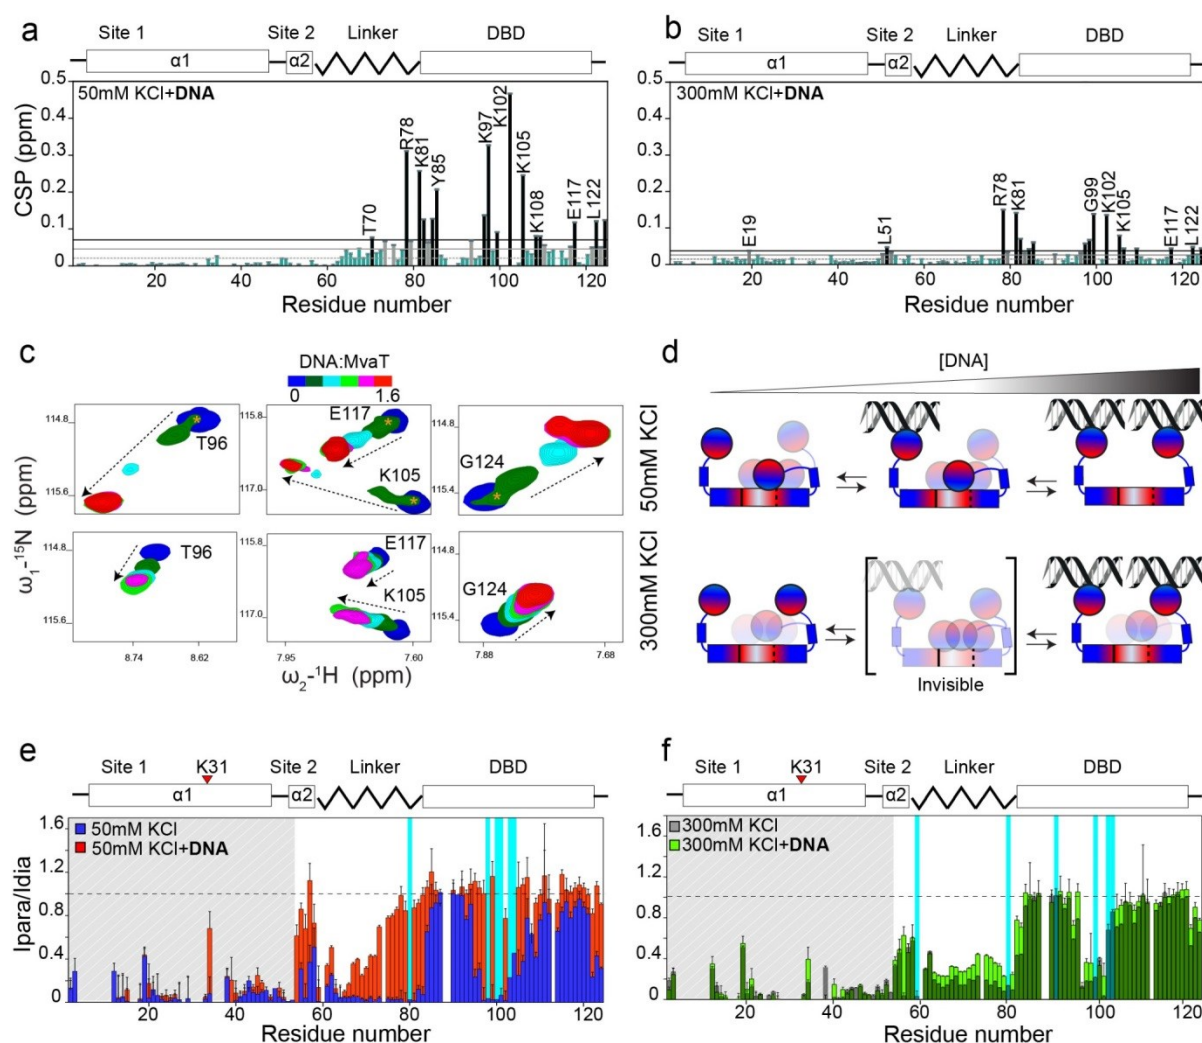 a
Site 1 Site 2 Linker DBD
α1 α2
50mM KCl+DNA
CSP (ppm)
0.5
0.4
0.3
0.2
0.1
0
T70 R78 K81 Y85 K97 K102 K105 K108 E117 L122
20 40 60 80 100 120
Residue number
b
Site 1 Site 2 Linker DBD
α1 α2
300mM KCl+DNA
0.5
0.4
0.3
0.2
0.1
0
E19 L51 R78 K81 G99 K102 K105 E117 L122
20 40 60 80 100 120
Residue number
c
DNA:MvaT
0 1.6
114.8
115.6
T96
115.8
117.0
E117
K105
114.8
115.4
G124
114.8
115.6
T96
115.8
117.0
E117
K105
114.8
115.4
G124
8.74 8.62
7.95 7.60
7.88 7.68
ω1-15N (ppm)
ω2-1H (ppm)
d
[DNA]
50mM KCl
300mM KCl
Invisible
e
Site 1 K31 Site 2 Linker DBD
α1 α2
50mM KCl
50mM KCl+DNA
Ipara/Idia
1.6
1.2
0.8
0.4
0
20 40 60 80 100 120
Residue number
f
Site 1 K31 Site 2 Linker DBD
α1 α2
300mM KCl
300mM KCl+DNA
1.6
1.2
0.8
0.4
0
20 40 60 80 100 120
Residue number